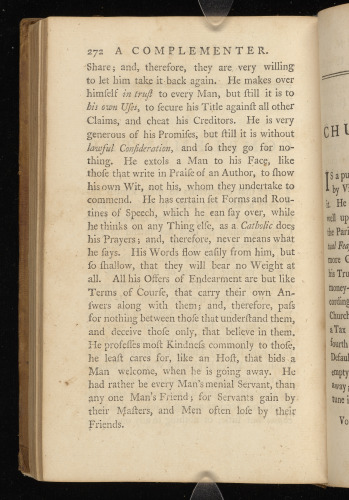 272 A COMPLEMENTER.
Share; and, therefore, they are very willing
to let him take it back again. He makes over
himself in trust to every Man, but still it is to
his own Uses, to secure his Title against all other
Claims, and cheat his Creditors. He is very
generous of his Promises, but still it is without
lawful Consideration, and so they go for no-
thing. He extols a Man to his Face, like
those that write in Praise of an Author, to show
his own Wit, not his, whom they undertake to
commend. He has certain set Forms and Rou-
tines of Speech, which he can say over, while
he thinks on any Thing else, as a Catholic does
his Prayers; and, therefore, never means what
he says. His Words flow easily from him, but
so shallow, that they will bear no Weight at
all. All his Offers of Endearment are but like
Terms of Course, that carry their own An-
swers along with them; and, therefore, pass
for nothing between those that understand them,
and deceive those only, that believe in them.
He professes most Kindness commonly to those,
he least cares for, like an Host, that bids a
Man welcome, when he is going away. He
had rather be every Man's menial Servant, than
any one Man's Friend; for Servants gain by
their Masters, and Men often lose by their
Friends.
CHU
IS a pu
by Vi
it. He
well up
the Pari
tual Feas
more C
his Tru
money-
cording
Church
a Tax
fourth
Defaul
empty
away
tune i
Vo